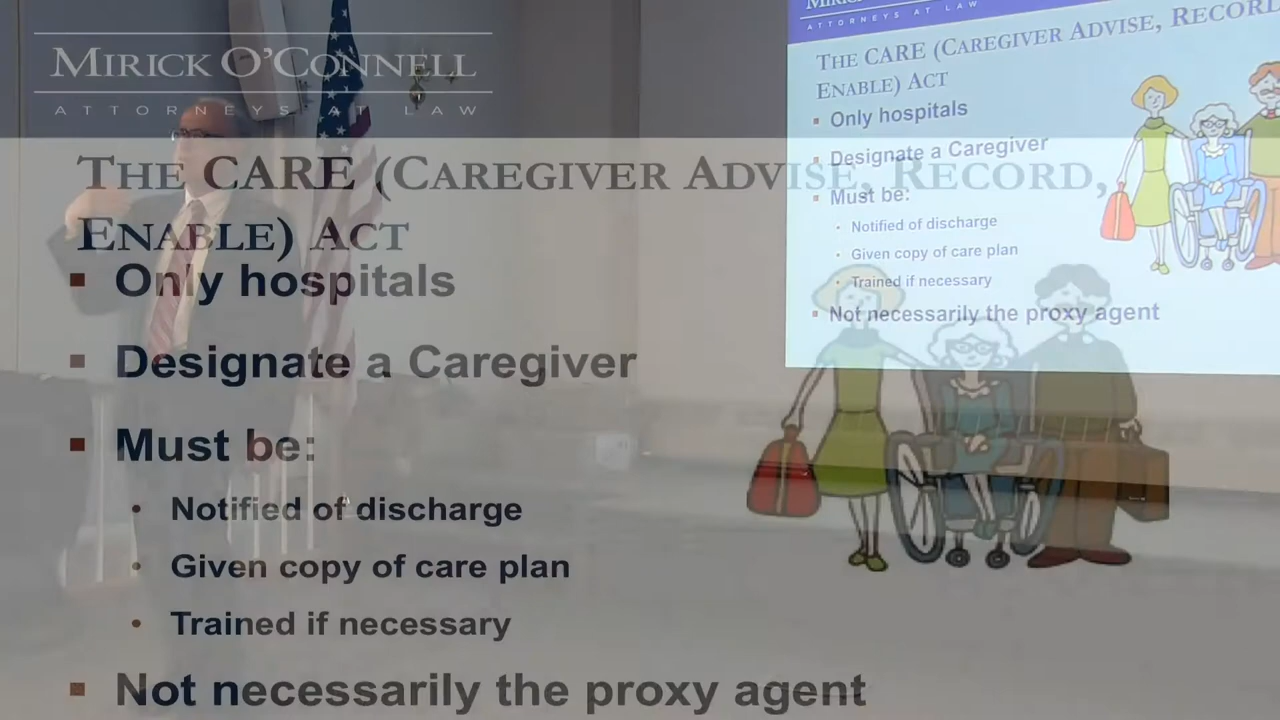 MIRICK O'CONNELL
ATTORNEYS AT LAW
THE CARE (CAREGIVER ADVISE, RECORD,
ENABLE) ACT
▪ Only hospitals
▪ Designate a Caregiver
▪ Must be:
• Notified of discharge
• Given copy of care plan
• Trained if necessary
▪ Not necessarily the proxy agent
ATTORNEYS AT LAW
THE CARE (CAREGIVER ADVISE, RECORD
ENABLE) ACT
▪ Only hospitals
▪ Designate a Caregiver
▪ Must be:
• Notified of discharge
• Given copy of care plan
• Trained if necessary
▪ Not necessarily the proxy agent